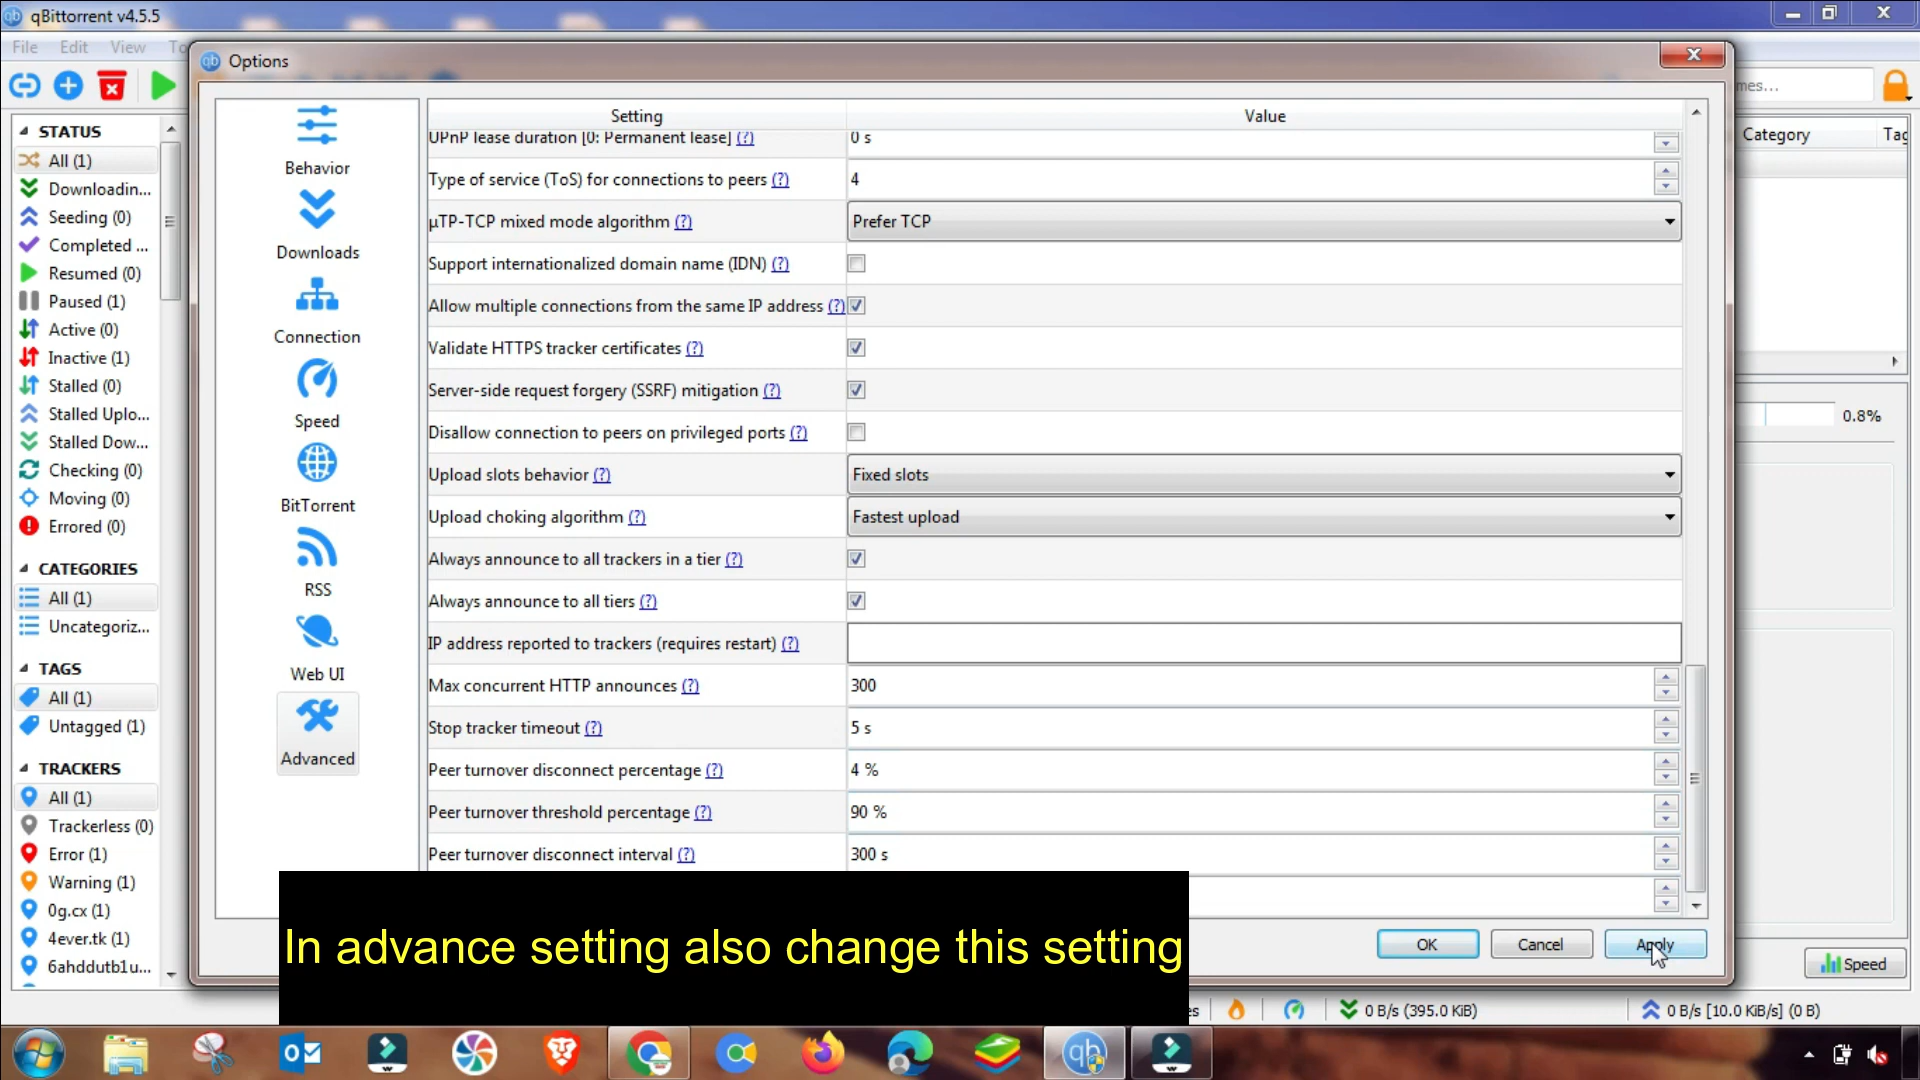 qBittorrent v4.5.5
File Edit View
Options
STATUS
All (1)
Downloadin...
Seeding (0)
Completed ...
Resumed (0)
Paused (1)
Active (0)
Inactive (1)
Stalled (0)
Stalled Uplo...
Stalled Dow...
Checking (0)
Moving (0)
Errored (0)
CATEGORIES
All (1)
Uncategoriz...
TAGS
All (1)
Untagged (1)
TRACKERS
All (1)
Trackerless (0)
Error (1)
Warning (1)
0g.cx (1)
4ever.tk (1)
6ahddutb1u...
Behavior
Downloads
Connection
Speed
BitTorrent
RSS
Web UI
Advanced
Setting Value
UPnP lease duration [0: Permanent lease] (?) 0 s
Type of service (ToS) for connections to peers (?) 4
µTP-TCP mixed mode algorithm (?) Prefer TCP
Support internationalized domain name (IDN) (?)
Allow multiple connections from the same IP address (?)
Validate HTTPS tracker certificates (?)
Server-side request forgery (SSRF) mitigation (?)
Disallow connection to peers on privileged ports (?)
Upload slots behavior (?) Fixed slots
Upload choking algorithm (?) Fastest upload
Always announce to all trackers in a tier (?)
Always announce to all tiers (?)
IP address reported to trackers (requires restart) (?)
Max concurrent HTTP announces (?) 300
Stop tracker timeout (?) 5 s
Peer turnover disconnect percentage (?) 4 %
Peer turnover threshold percentage (?) 90 %
Peer turnover disconnect interval (?) 300 s
In advance setting also change this setting
OK Cancel Apply
mes...
Category Tag
0.8%
Speed
es 0 B/s (395.0 KiB) 0 B/s [10.0 KiB/s] (0 B)